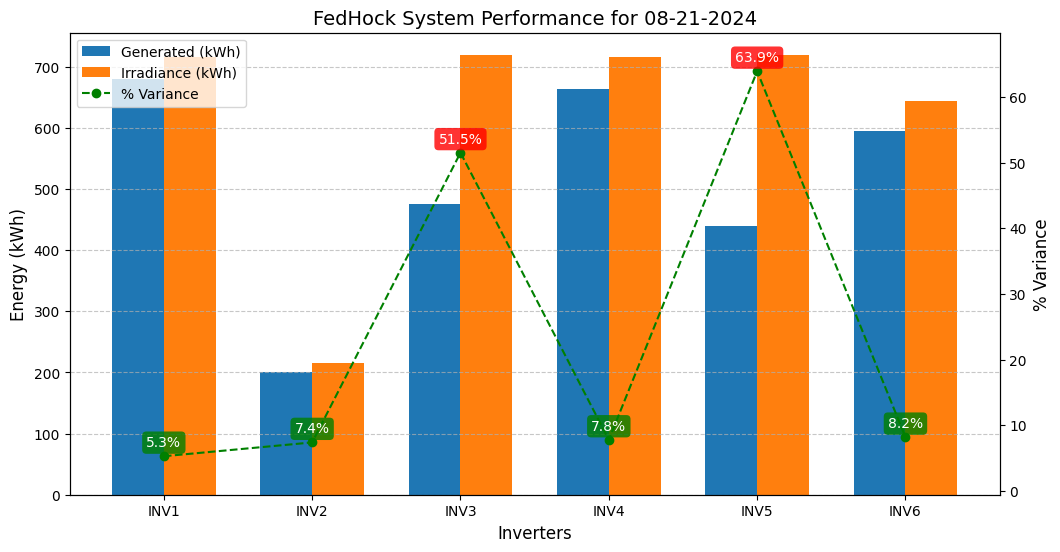 FedHock System Performance for 08-21-2024
Generated (kWh)
Irradiance (kWh)
% Variance
Energy (kWh)
700
600
500
400
300
200
100
0
5.3%
7.4%
51.5%
7.8%
63.9%
8.2%
60
50
40
30
20
10
0
% Variance
INV1 INV2 INV3 INV4 INV5 INV6
Inverters